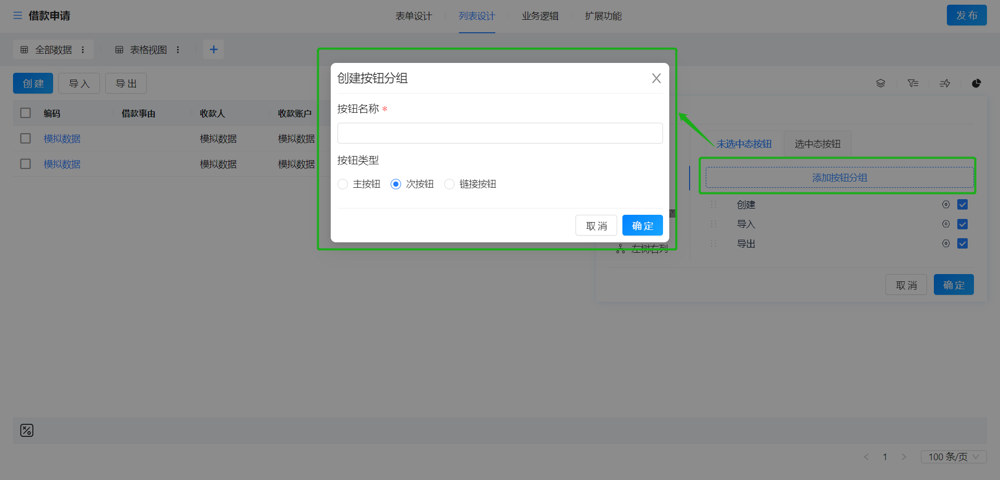 借款申请
表单设计
列表设计
业务逻辑
扩展功能
发布
全部数据
表格视图
创建
导入
导出
编码
借款事由
收款人
收款账户
模拟数据
模拟数据
模拟数据
模拟数据
模拟数据
模拟数据
创建按钮分组
按钮名称 *
按钮类型
主按钮
次按钮
链接按钮
取消
确定
未选中态按钮
选中态按钮
添加按钮分组
创建
导入
导出
置
左树右列
取消
确定
1
100 条/页